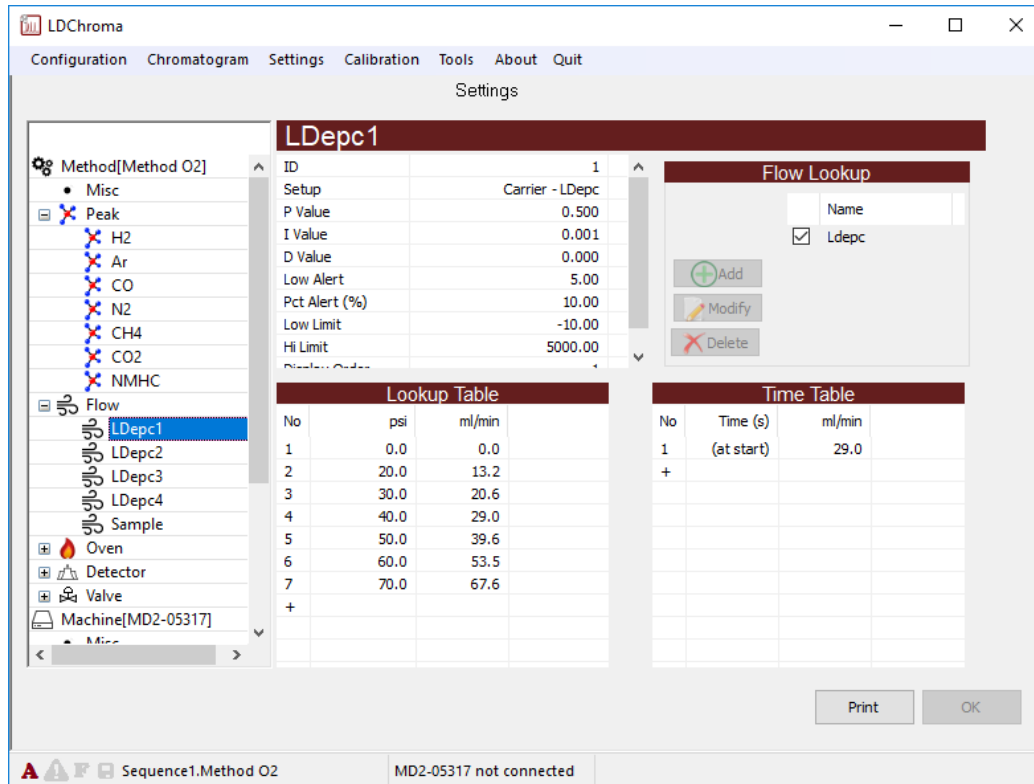 LDChroma
Configuration Chromatogram Settings Calibration Tools About Quit
Settings
Method[Method O2]
Misc
Peak
H2
Ar
CO
N2
CH4
CO2
NMHC
Flow
LDepc1
LDepc2
LDepc3
LDepc4
Sample
Oven
Detector
Valve
Machine[MD2-05317]
Misc
LDepc1
ID 1
Setup Carrier - LDepc
P Value 0.500
I Value 0.001
D Value 0.000
Low Alert 5.00
Pct Alert (%) 10.00
Low Limit -10.00
Hi Limit 5000.00
Display Order 1
Flow Lookup
Name
Ldepc
Add
Modify
Delete
Lookup Table
No psi ml/min
1 0.0 0.0
2 20.0 13.2
3 30.0 20.6
4 40.0 29.0
5 50.0 39.6
6 60.0 53.5
7 70.0 67.6
+
Time Table
No Time (s) ml/min
1 (at start) 29.0
+
Print OK
A F Sequence1.Method O2 MD2-05317 not connected